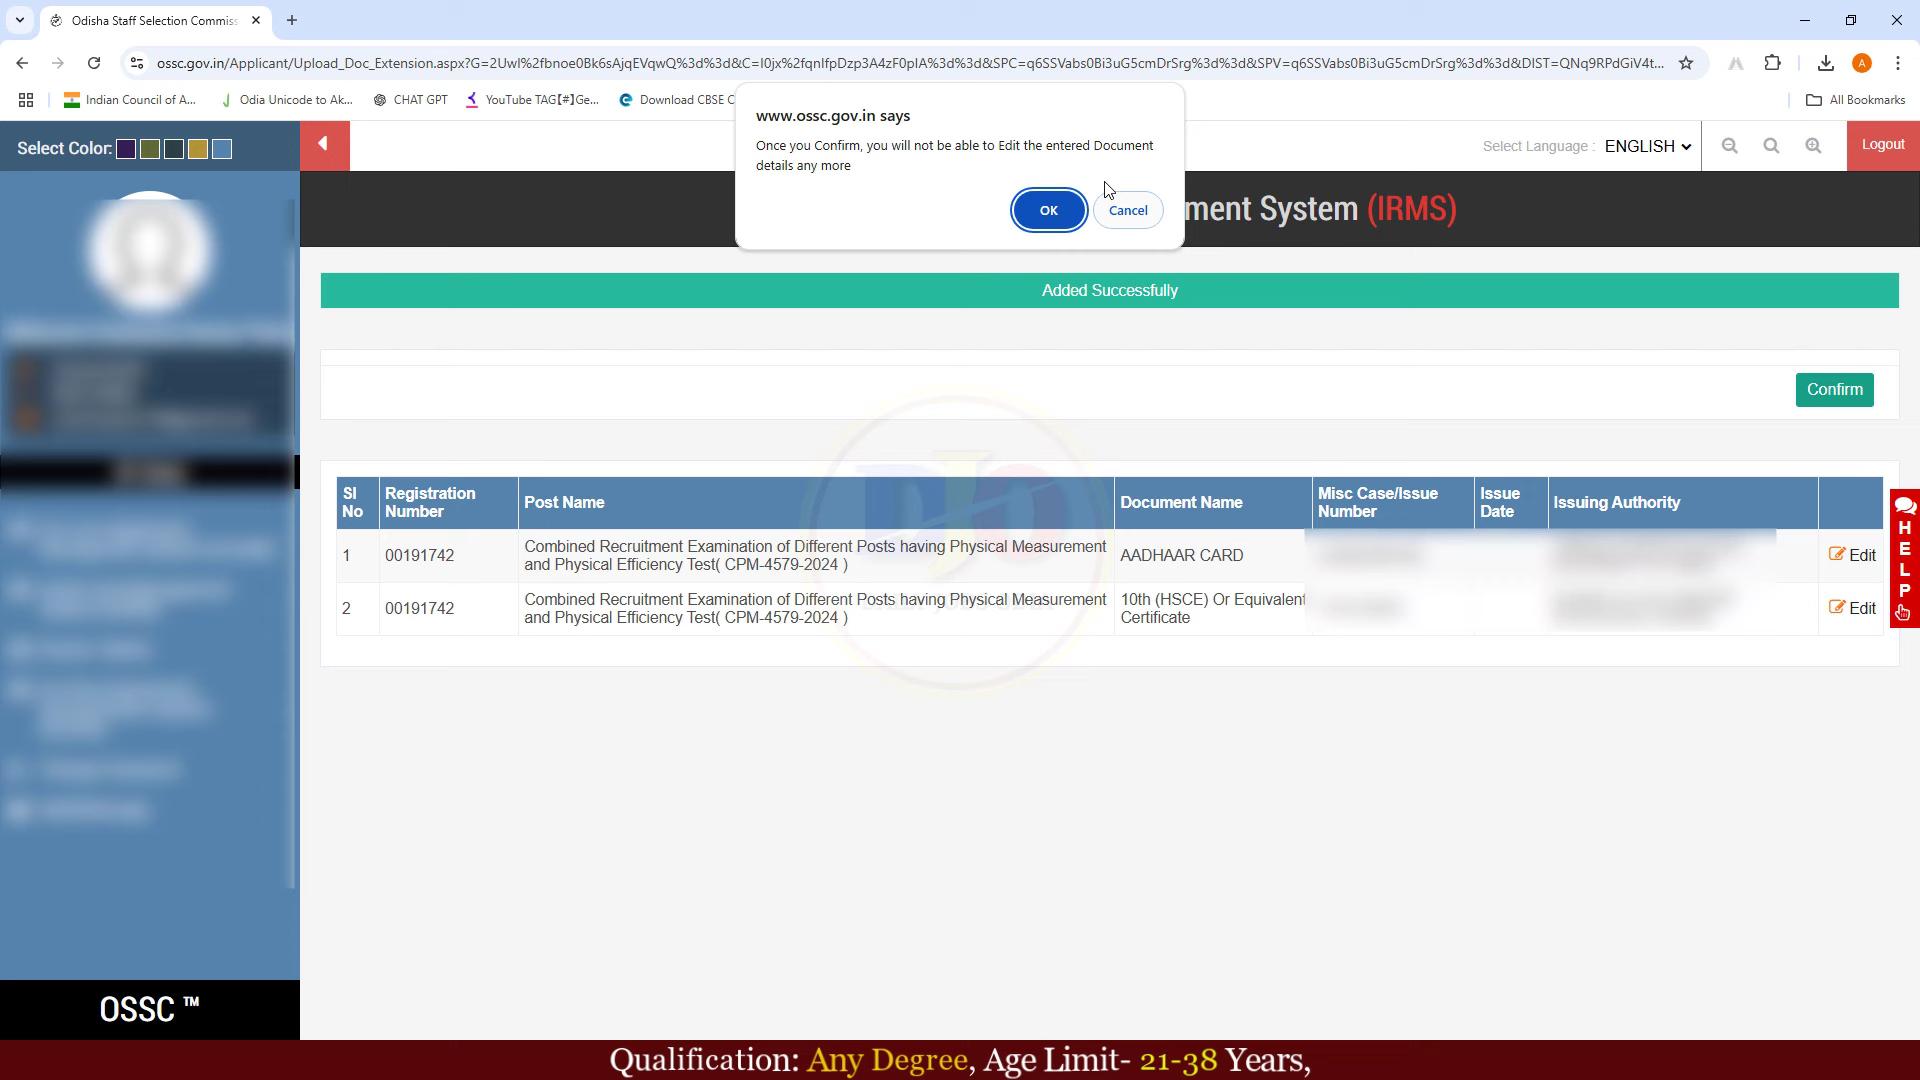 Odisha Staff Selection Commiss
ossc.gov.in/Applicant/Upload_Doc_Extension.aspx?G=2Uwl%2fbnoe0Bk6sAjqEVqwQ%3d%3d&C=I0jx%2fqnIfpDzp3A4zF0pIA%3d%3d&SPC=q6SSVabs0Bi3uG5cmDrSrg%3d%3d&SPV=q6SSVabs0Bi3uG5cmDrSrg%3d%3d&DIST=QNq9RPdGiV4t...
A
Indian Council of A...
Odia Unicode to Ak...
CHAT GPT
YouTube TAG[#]Ge...
Download CBSE C
All Bookmarks
www.ossc.gov.in says
Once you Confirm, you will not be able to Edit the entered Document
details any more
OK
Cancel
Select Color:
Select Language :
ENGLISH
Logout
ment System (IRMS)
Added Successfully
Confirm
Sl No
Registration Number
Post Name
Document Name
Misc Case/Issue Number
Issue Date
Issuing Authority
1
00191742
Combined Recruitment Examination of Different Posts having Physical Measurement
and Physical Efficiency Test( CPM-4579-2024 )
AADHAAR CARD
Edit
2
00191742
Combined Recruitment Examination of Different Posts having Physical Measurement
and Physical Efficiency Test( CPM-4579-2024 )
10th (HSCE) Or Equivalent
Certificate
Edit
HELP
OSSC ™
Qualification: Any Degree, Age Limit- 21-38 Years,